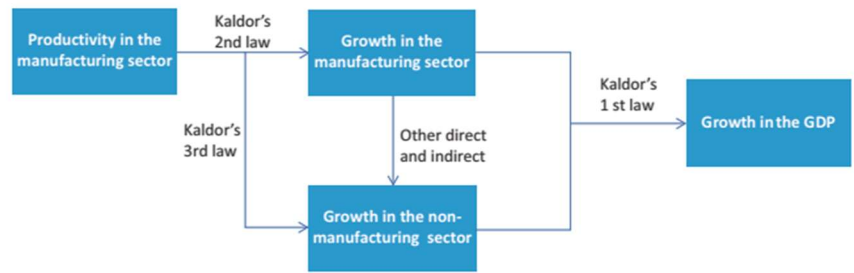 Productivity in the
manufacturing sector
Kaldor's
2nd law
Growth in the
manufacturing sector
Kaldor's
1 st law
Growth in the GDP
Kaldor's
3rd law
Other direct
and indirect
Growth in the non-
manufacturing sector